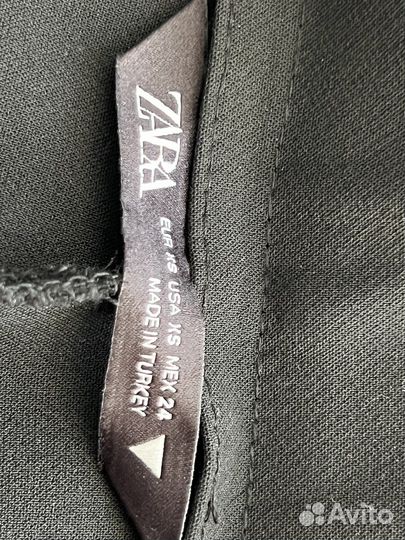 ZARA
EUR XS USA XS MEX 24
MADE IN TURKEY
Avito